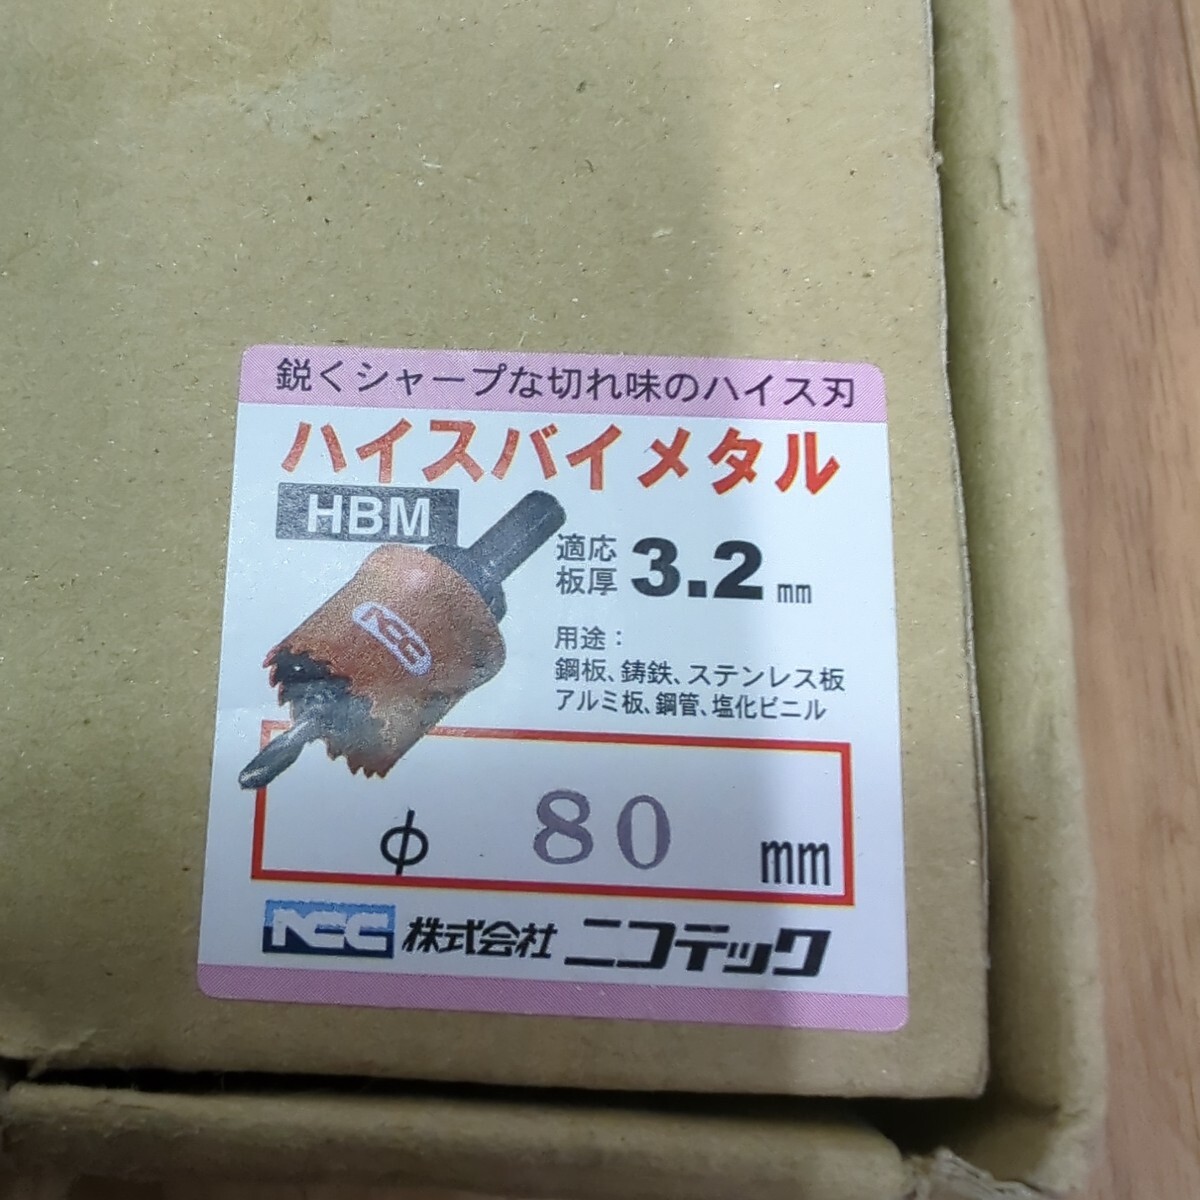 鋭くシャープな切れ味のハイス刃
ハイスバイメタル
HBM
適応
板厚 3.2 mm
用途：
鋼板、鋳鉄、ステンレス板
アルミ板、鋼管、塩化ビニル
NCC
φ 80 mm
NCC 株式会社 ニコテック